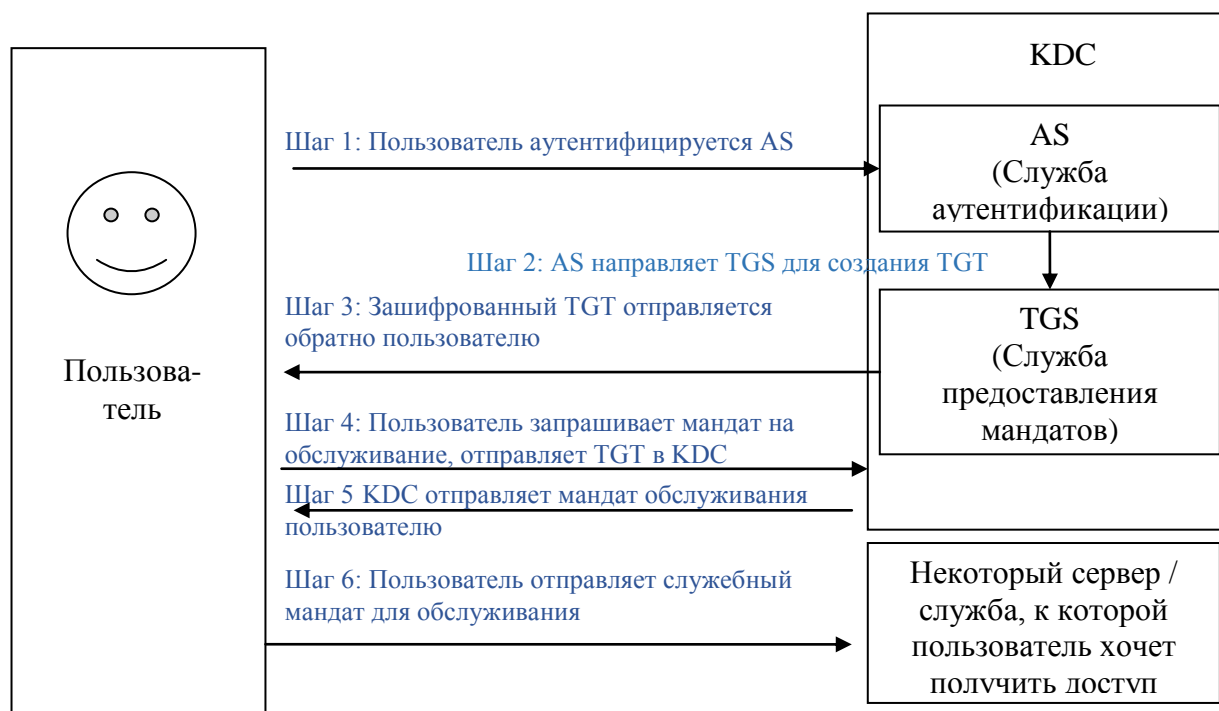 KDC
Шаг 1: Пользователь аутентифицируется AS
AS
(Служба
аутентификации)
Шаг 2: AS направляет TGS для создания TGT
Шаг 3: Зашифрованный TGT отправляется
обратно пользователю
TGS
(Служба
предоставления
мандатов)
Пользова-
тель
Шаг 4: Пользователь запрашивает мандат на
обслуживание, отправляет TGT в KDC
Шаг 5 KDC отправляет мандат обслуживания
пользователю
Шаг 6: Пользователь отправляет служебный
мандат для обслуживания
Некоторый сервер /
служба, к которой
пользователь хочет
получить доступ